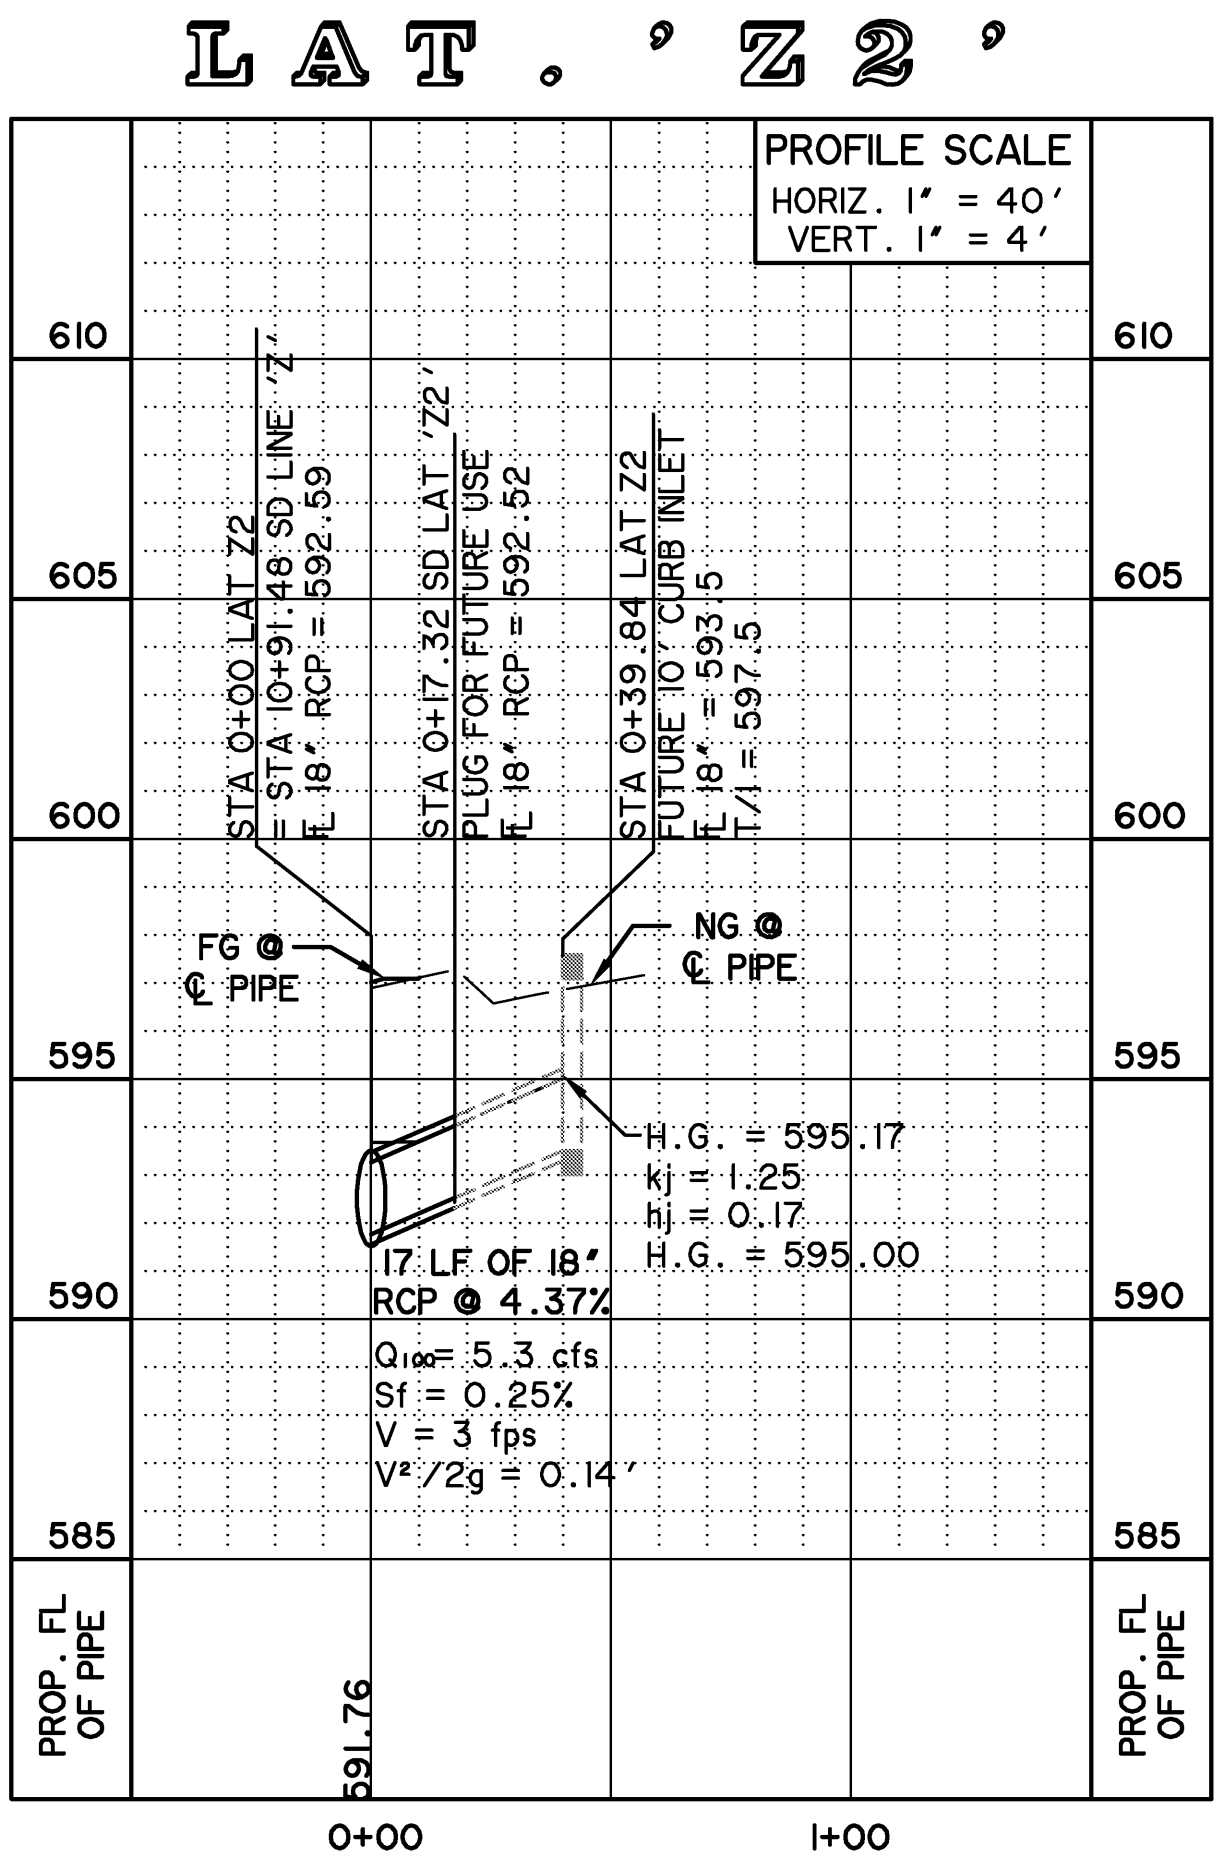 LAT. 'Z2'
PROFILE SCALE
HORIZ. 1" = 40'
VERT. 1" = 4'
610
610
605
605
600
600
595
595
590
590
585
585
STA 0+00 LAT Z2
= STA 10+91.48 SD LINE 'Z'
FL 18" RCP = 592.59
STA 0+17.32 SD LAT 'Z2'
PLUG FOR FUTURE USE
FL 18" RCP = 592.52
STA 0+39.84 LAT Z2
FUTURE 10' CURB INLET
FL 18" = 593.5
T/I = 597.5
FG @
℄ PIPE
NG @
℄ PIPE
H.G. = 595.17
kj = 1.25
hj = 0.17
H.G. = 595.00
17 LF OF 18"
RCP @ 4.37%
Q100= 5.3 cfs
Sf = 0.25%
V = 3 fps
V²/2g = 0.14'
PROP. FL
OF PIPE
591.76
PROP. FL
OF PIPE
0+00
1+00